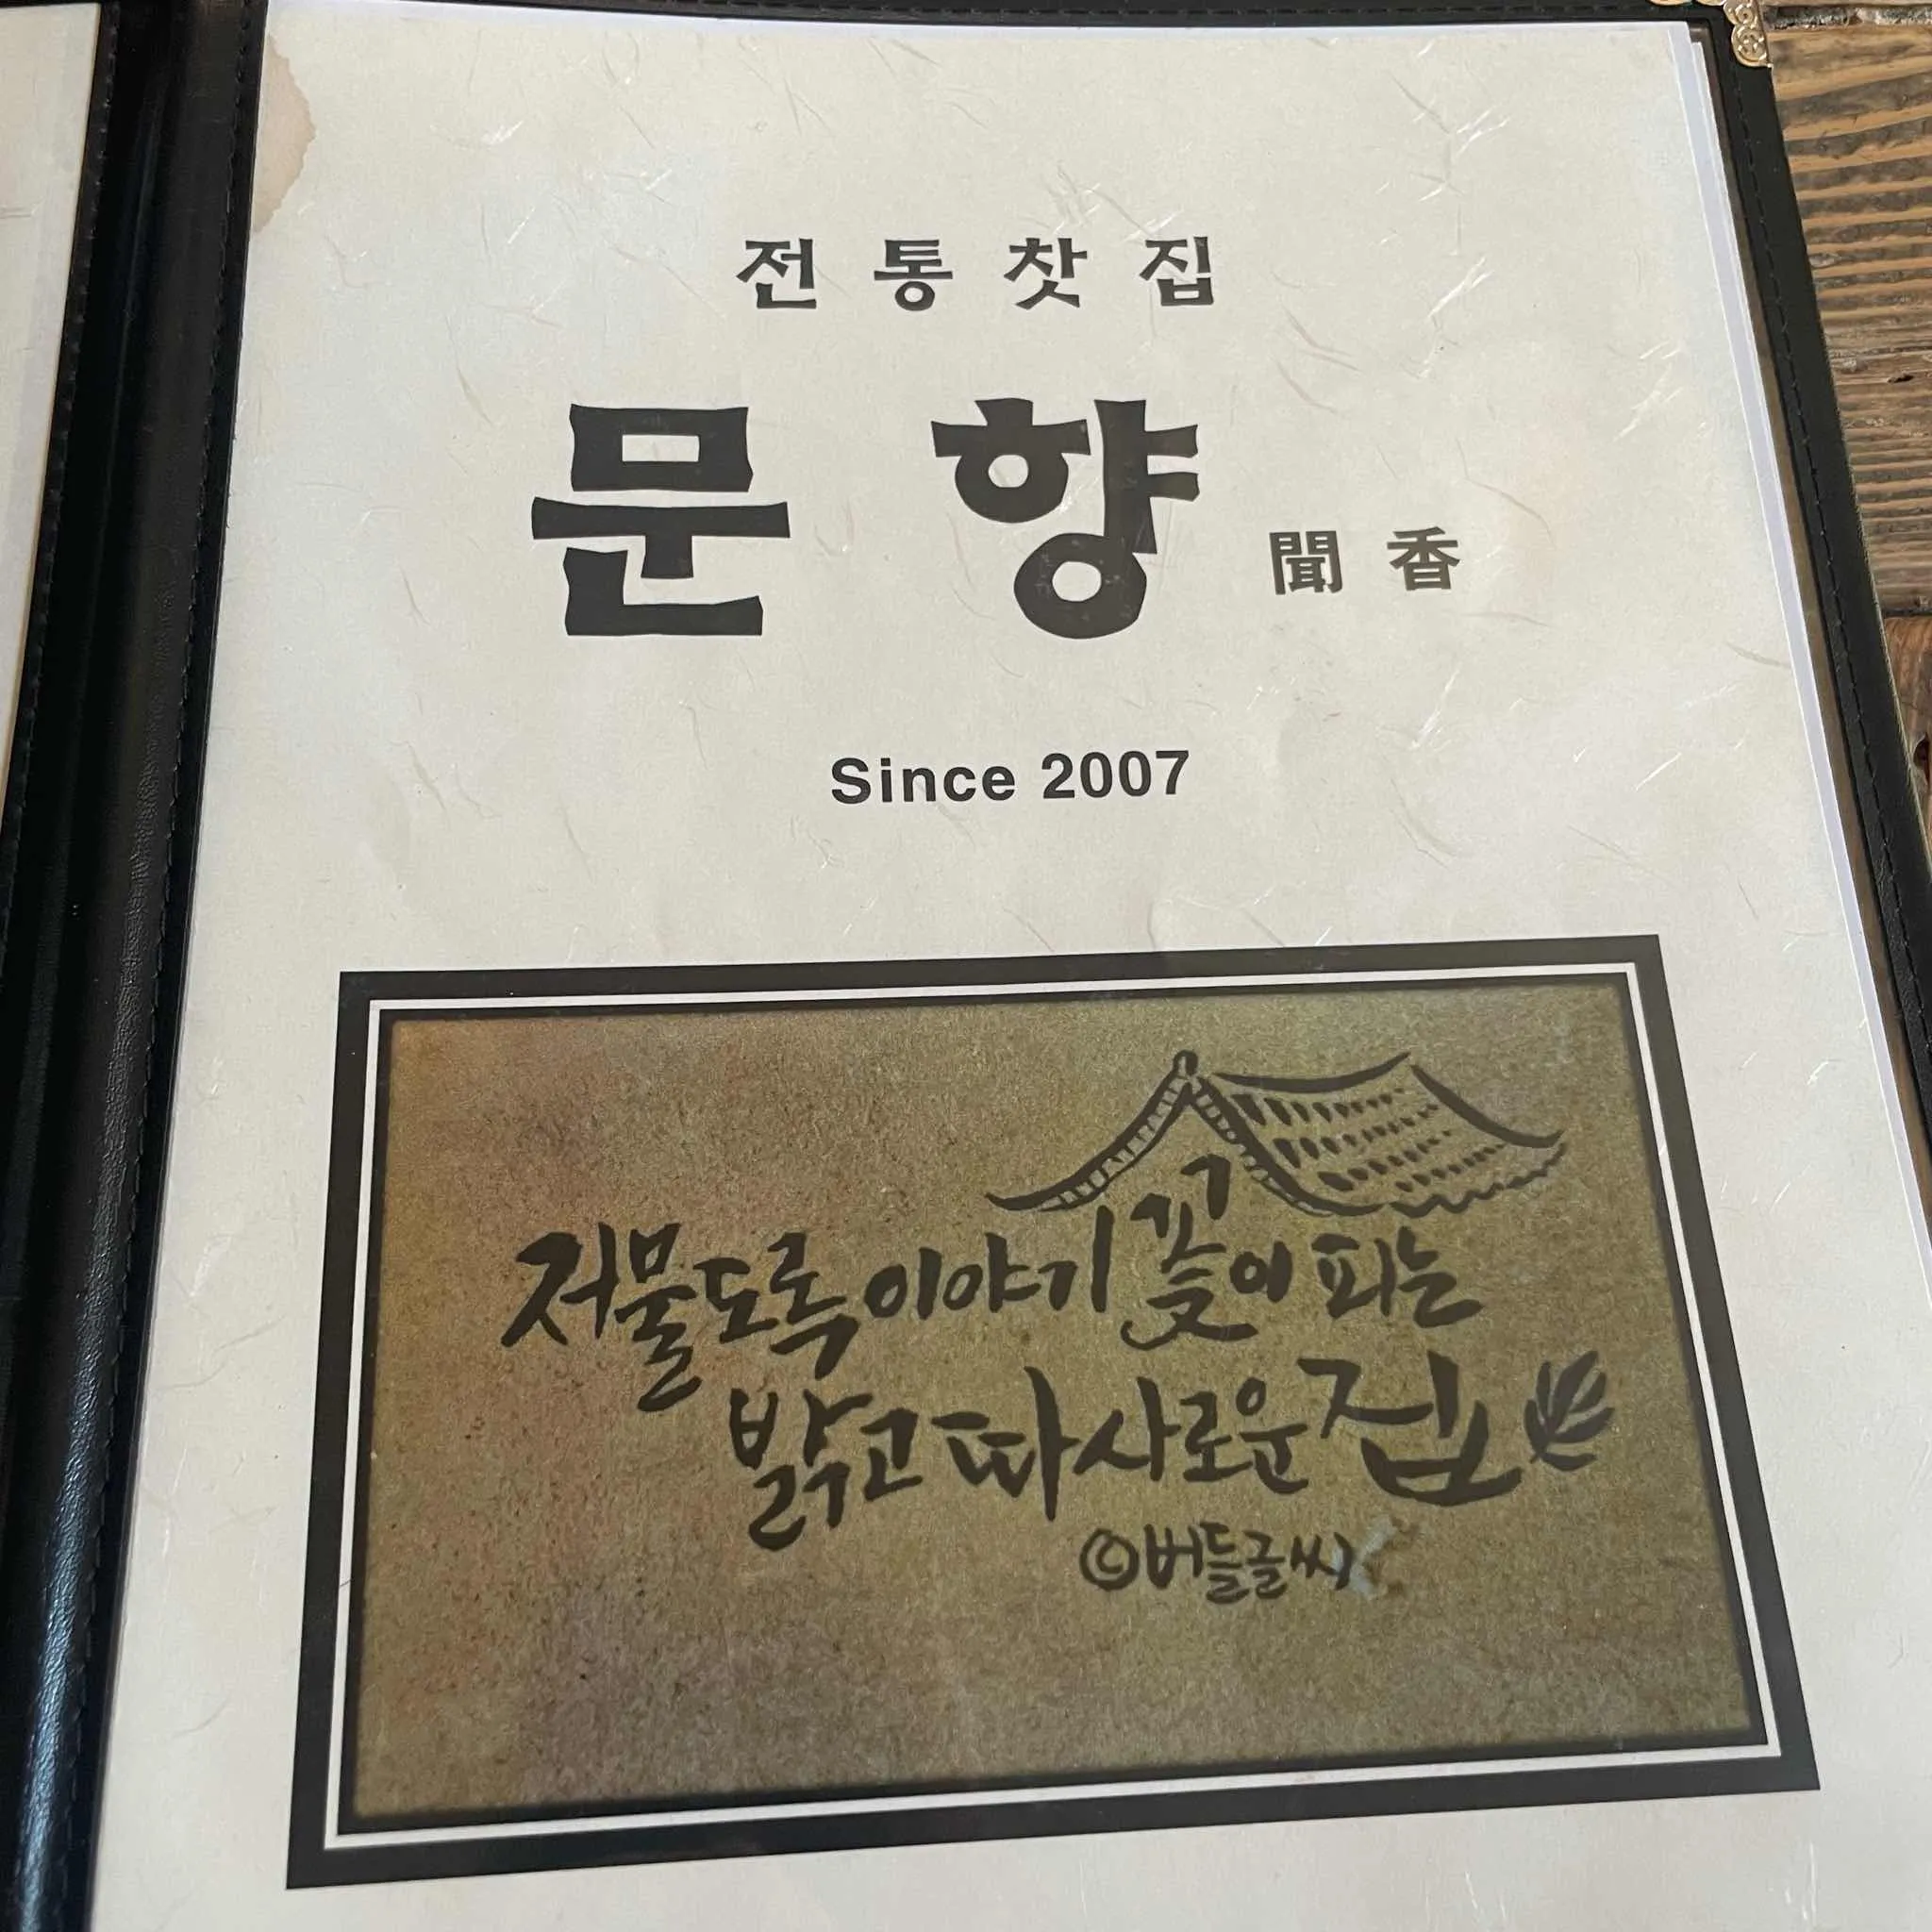 전통찻집
문향 聞香
Since 2007
저물도록 이야기 꽃이 피는
밝고 따사로운 집
©버들글씨